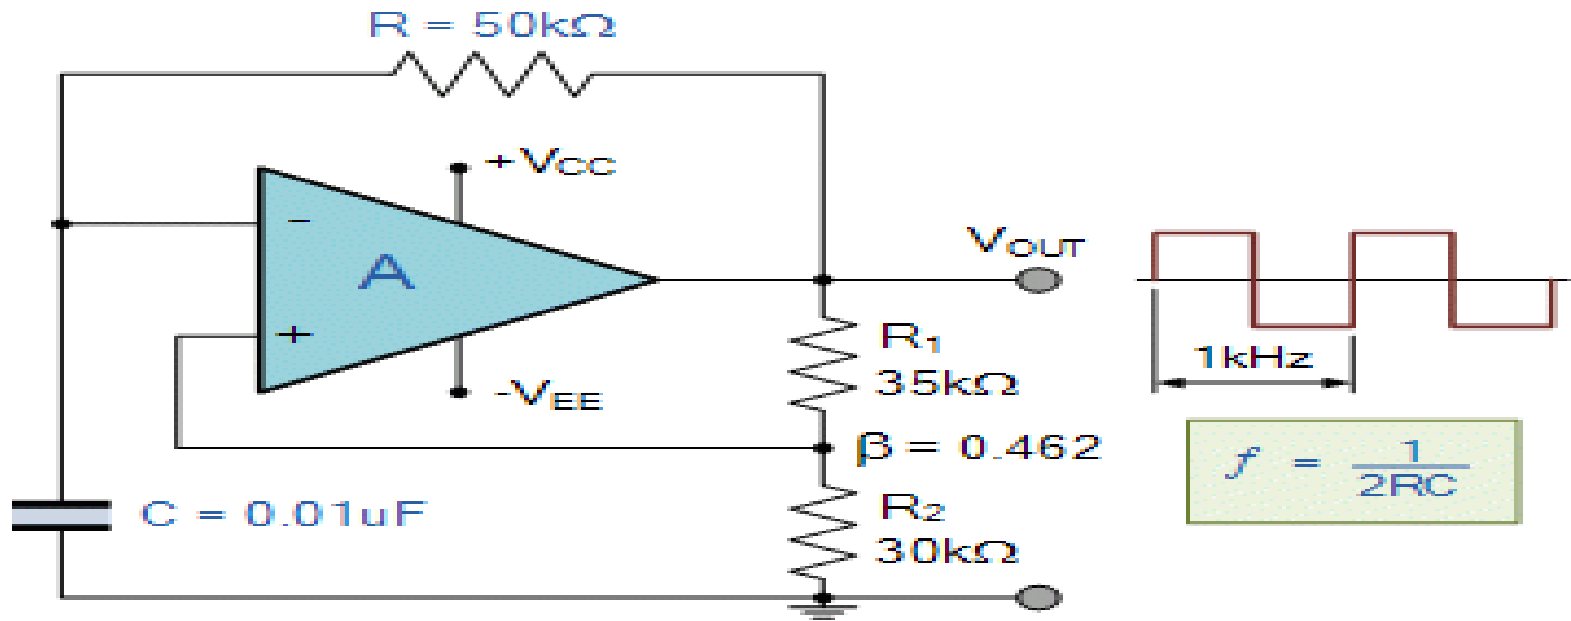 R = 50kΩ
+VCC
−
A
+
-VEE
VOUT
R1
35kΩ
1kHz
β = 0.462
f = 1/2RC
C = 0.01uF
R2
30kΩ